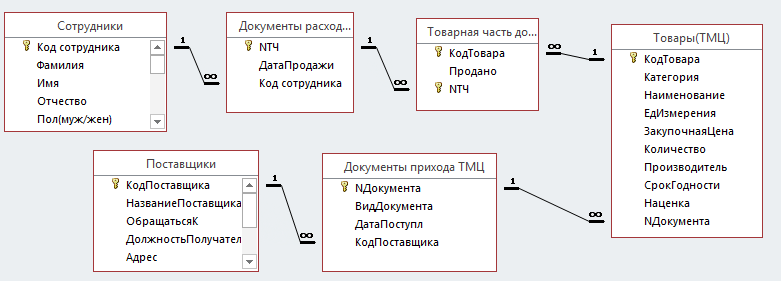 Сотрудники
Код сотрудника
Фамилия
Имя
Отчество
Пол(муж/жен)
1
∞
Документы расход...
NТЧ
ДатаПродажи
Код сотрудника
1
∞
Товарная часть до...
КодТовара
Продано
NТЧ
∞
1
Товары(ТМЦ)
КодТовара
Категория
Наименование
ЕдИзмерения
ЗакупочнаяЦена
Количество
Производитель
СрокГодности
Наценка
NДокумента
Поставщики
КодПоставщика
НазваниеПоставщика
ОбращатьсяК
ДолжностьПолучател
Адрес
1
∞
Документы прихода ТМЦ
NДокумента
ВидДокумента
ДатаПоступл
КодПоставщика
1
∞